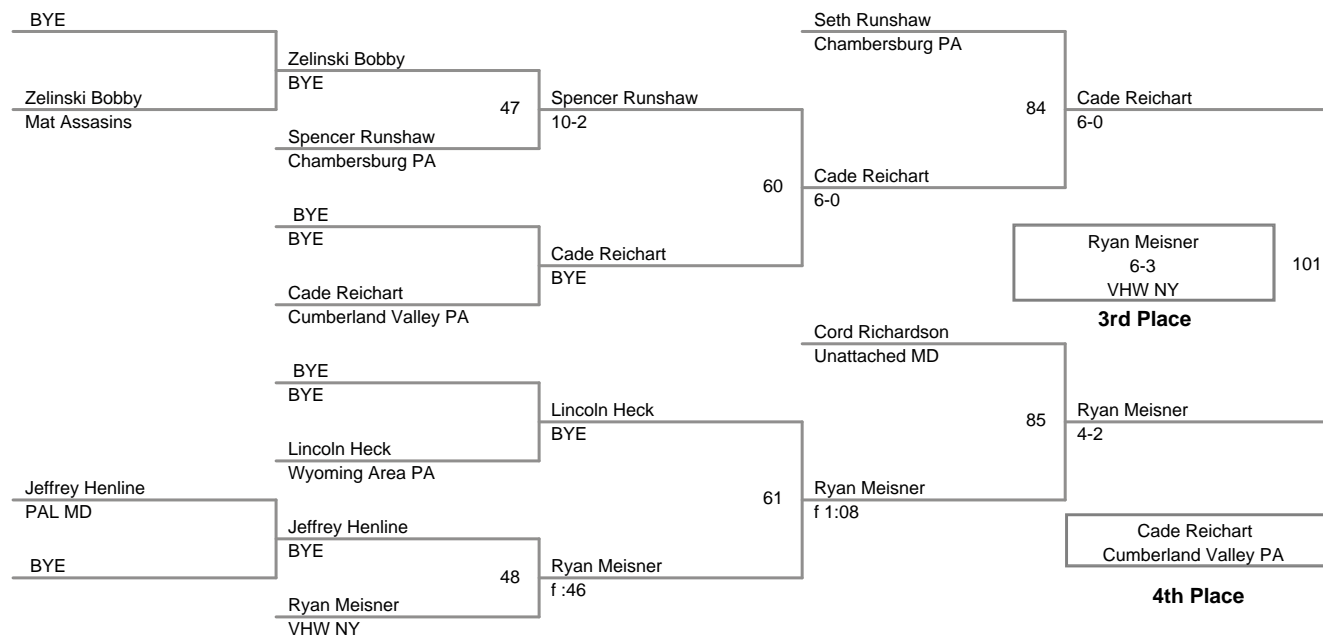 BYE
Zelinski Bobby
Mat Assasins
Zelinski Bobby
BYE
47
Spencer Runshaw
Chambersburg PA
Spencer Runshaw
10-2
BYE
BYE
Cade Reichart
Cumberland Valley PA
Cade Reichart
BYE
60
Cade Reichart
6-0
Seth Runshaw
Chambersburg PA
84
Cade Reichart
6-0
Ryan Meisner
6-3
VHW NY
101
3rd Place
BYE
BYE
Lincoln Heck
Wyoming Area PA
Lincoln Heck
BYE
Jeffrey Henline
PAL MD
BYE
Jeffrey Henline
BYE
48
Ryan Meisner
VHW NY
Ryan Meisner
f :46
61
Ryan Meisner
f 1:08
Cord Richardson
Unattached MD
85
Ryan Meisner
4-2
Cade Reichart
Cumberland Valley PA
4th Place